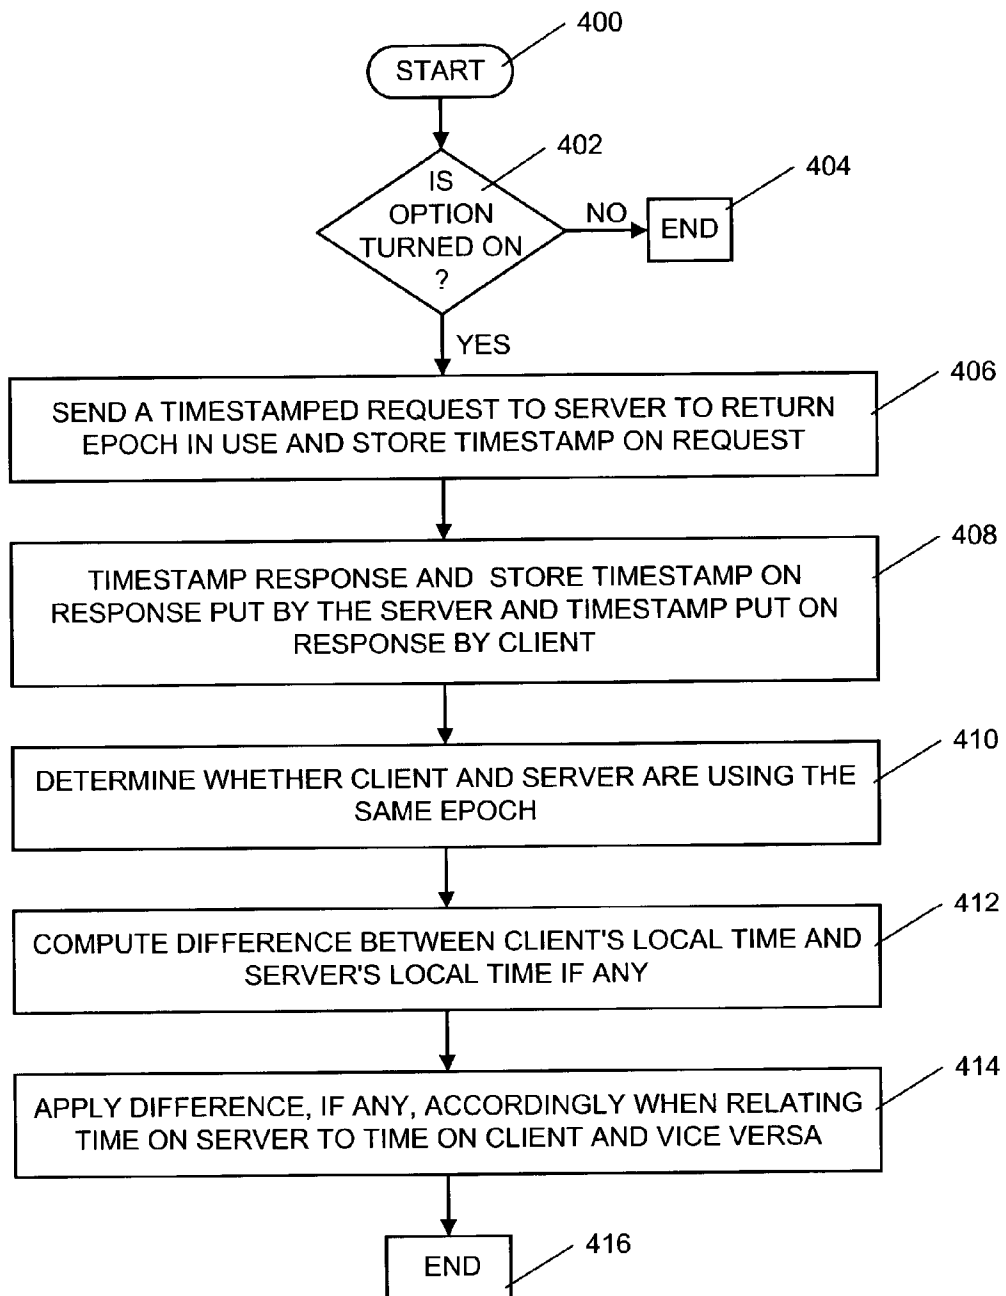 400
START
402
IS
OPTION
TURNED ON
?
NO
404
END
YES
406
SEND A TIMESTAMPED REQUEST TO SERVER TO RETURN
EPOCH IN USE AND STORE TIMESTAMP ON REQUEST
408
TIMESTAMP RESPONSE AND STORE TIMESTAMP ON
RESPONSE PUT BY THE SERVER AND TIMESTAMP PUT ON
RESPONSE BY CLIENT
410
DETERMINE WHETHER CLIENT AND SERVER ARE USING THE
SAME EPOCH
412
COMPUTE DIFFERENCE BETWEEN CLIENT'S LOCAL TIME AND
SERVER'S LOCAL TIME IF ANY
414
APPLY DIFFERENCE, IF ANY, ACCORDINGLY WHEN RELATING
TIME ON SERVER TO TIME ON CLIENT AND VICE VERSA
416
END